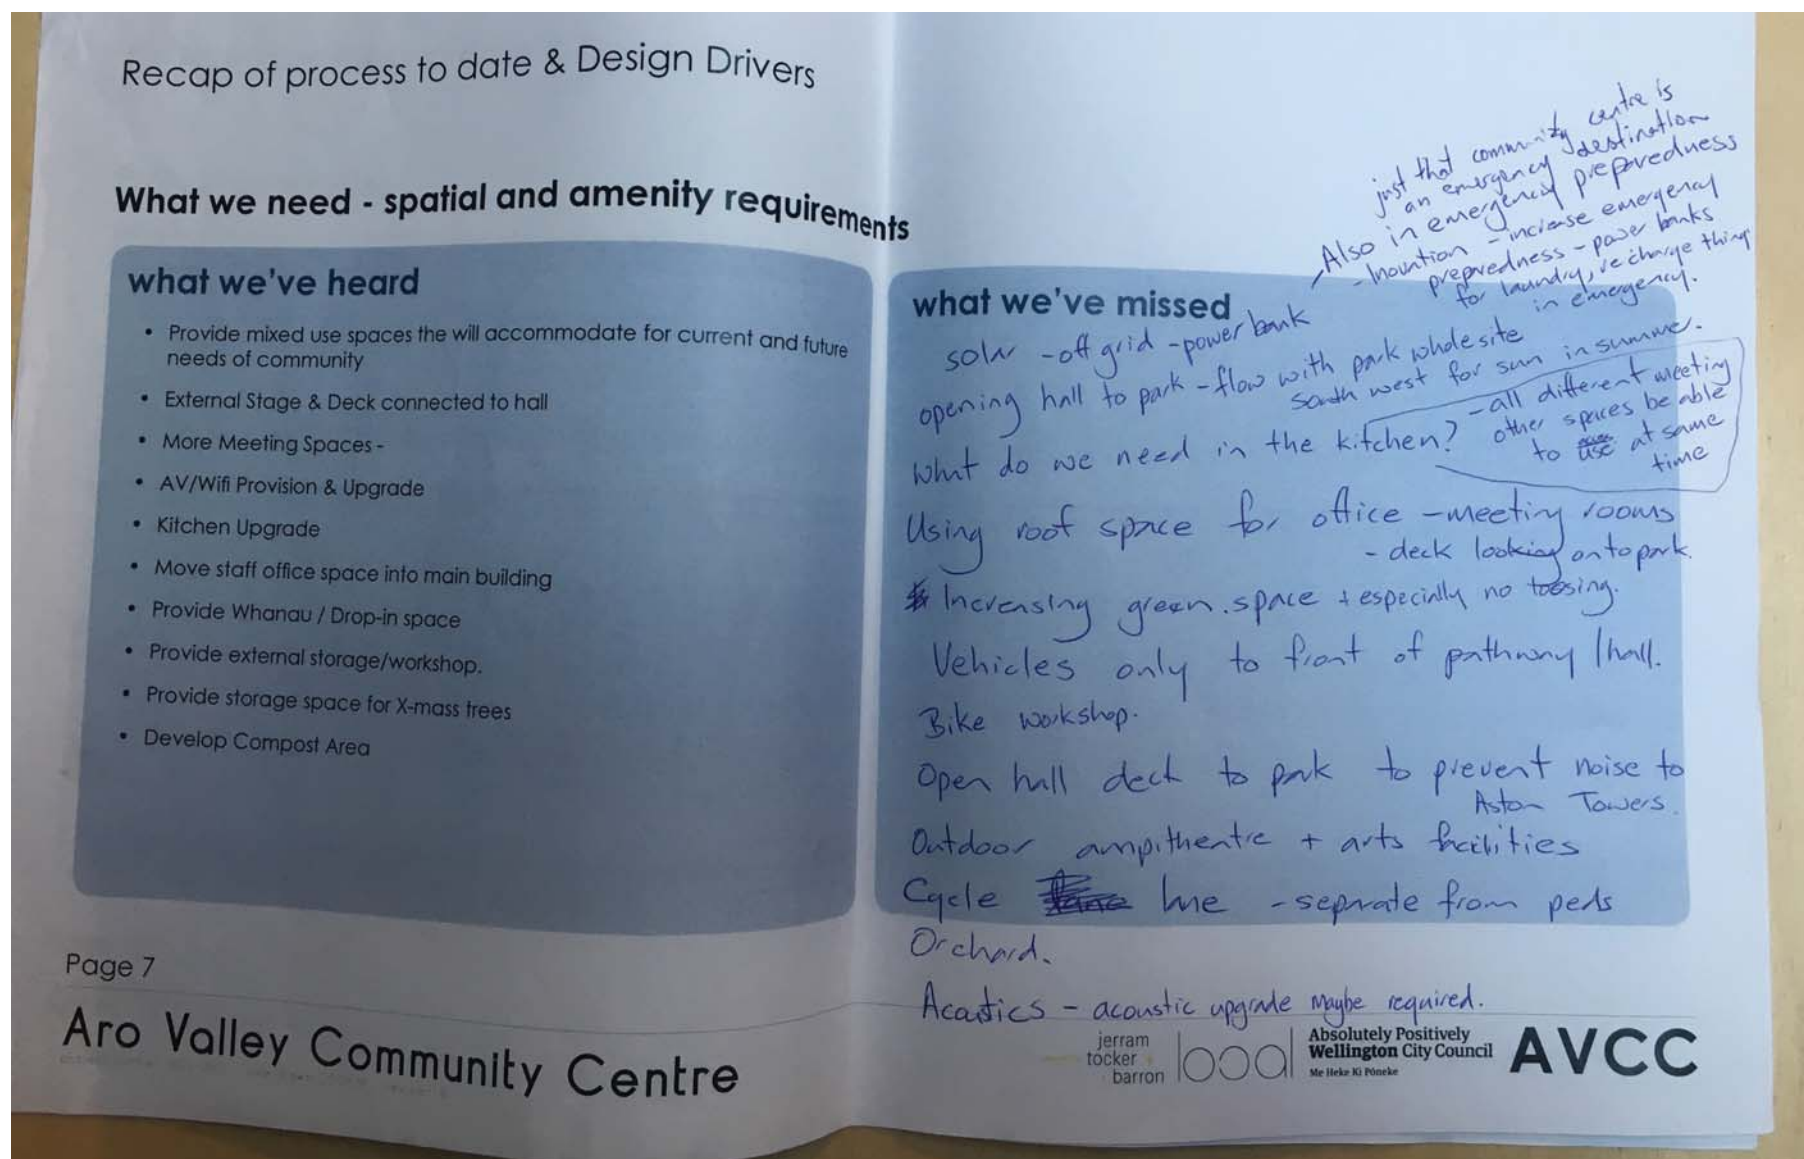 Recap of process to date & Design Drivers
What we need - spatial and amenity requirements
what we've heard
• Provide mixed use spaces the will accommodate for current and future
needs of community
• External Stage & Deck connected to hall
• More Meeting Spaces -
• AV/Wifi Provision & Upgrade
• Kitchen Upgrade
• Move staff office space into main building
• Provide Whanau / Drop-in space
• Provide external storage/workshop.
• Provide storage space for X-mass trees
• Develop Compost Area
just that community centre is
an emergency destination
Also in emergency preparedness
- Inovation - increase emergency
preparedness - power banks
for laundry, recharge things
in emergency.
what we've missed
solar - off grid - power bank
opening hall to park - flow with park whole site
South west for sun in summer.
What do we need in the kitchen?
- all different meeting
other spaces be able
to use at same
time
Using roof space for office - meeting rooms
- deck looking onto park.
* Increasing green space + especially no
Vehicles only to front of pathway / hall.
Bike workshop.
Open hall deck to park to prevent noise to
Aston Towers.
Outdoor ampitheatre + arts facilities
Cycle lane - seperate from peds
Orchard.
Acoustics - acoustic upgrade maybe required.
Page 7
Aro Valley Community Centre
jerram
tocker
barron
boa
Absolutely Positively
Wellington City Council
Me Heke Ki Pōneke
AVCC